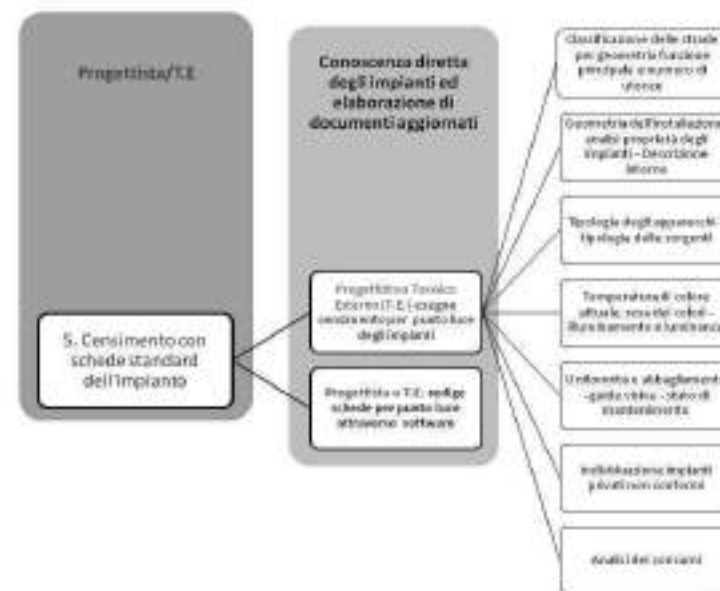 Progettista/T.E
5. Censimento con
schede standard
dell'Impianto
Conoscenza diretta
degli impianti ed
elaborazione di
documenti aggiornati
Progettista o Tecnico
Esterno (T.E.) esegue
censimento per punto luce
degli impianti
Progettista o T.E. redige
schede per punto luce
attraverso software
Classificazione delle strade
per geometria funzione
principale e numero di
utenze
Geometria dell'installazione
analisi proprietà degli
impianti - Descrizione
interna
Tipologia degli apparecchi -
tipologia delle sorgenti
Temperatura di colore
attuale, resa dei colori -
Illuminamento e luminanza
Uniformità e abbagliamento
- guida visiva - stato di
mantenimento
Individuazione impianti
privati non conformi
Analisi dei consumi